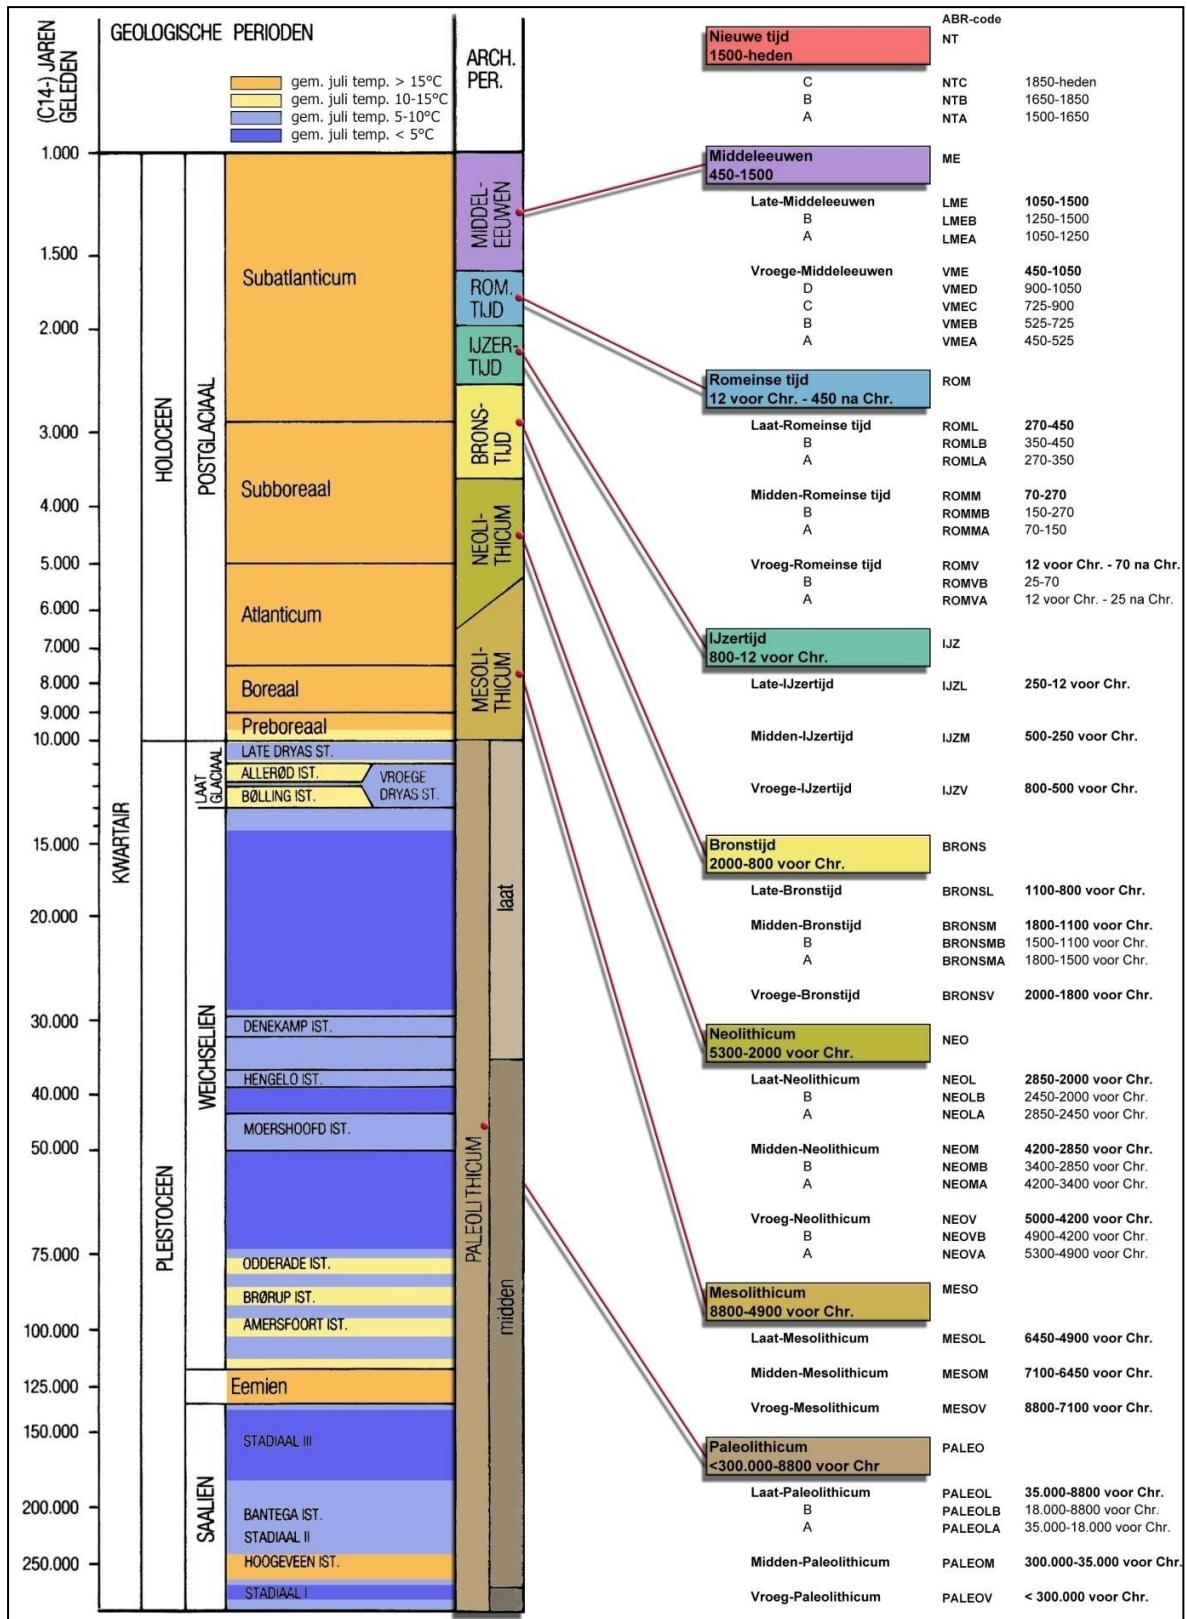 (C14-) JAREN
GELEDEN
GEOLOGISCHE PERIODEN
gem. juli temp. > 15°C
gem. juli temp. 10-15°C
gem. juli temp. 5-10°C
gem. juli temp. < 5°C
ARCH.
PER.
1.000
1.500
2.000
3.000
4.000
5.000
6.000
7.000
8.000
9.000
10.000
15.000
20.000
30.000
40.000
50.000
75.000
100.000
125.000
150.000
200.000
250.000
KWARTAIR
HOLOCEEN
PLEISTOCEEN
POSTGLACIAAL
LAAT
GLACIAAL
WEICHSELIEN
SAALIEN
Subatlanticum
Subboreaal
Atlanticum
Boreaal
Preboreaal
LATE DRYAS ST.
ALLERØD IST.
VROEGE
DRYAS ST.
BØLLING IST.
DENEKAMP IST.
HENGELO IST.
MOERSHOOFD IST.
ODDERADE IST.
BRØRUP IST.
AMERSFOORT IST.
Eemien
STADIAAL III
BANTEGA IST.
STADIAAL II
HOOGEVEEN IST.
STADIAAL I
MIDDEL-
EEUWEN
ROM.
TIJD
IJZER-
TIJD
BRONS-
TIJD
NEOLI-
THICUM
MESOLI-
THICUM
PALEOLITHICUM
laat
midden
ABR-code
Nieuwe tijd NT
1500-heden
C NTC 1850-heden
B NTB 1650-1850
A NTA 1500-1650
Middeleeuwen ME
450-1500
Late-Middeleeuwen LME 1050-1500
B LMEB 1250-1500
A LMEA 1050-1250
Vroege-Middeleeuwen VME 450-1050
D VMED 900-1050
C VMEC 725-900
B VMEB 525-725
A VMEA 450-525
Romeinse tijd ROM
12 voor Chr. - 450 na Chr.
Laat-Romeinse tijd ROML 270-450
B ROMLB 350-450
A ROMLA 270-350
Midden-Romeinse tijd ROMM 70-270
B ROMMB 150-270
A ROMMA 70-150
Vroeg-Romeinse tijd ROMV 12 voor Chr. - 70 na Chr.
B ROMVB 25-70
A ROMVA 12 voor Chr. - 25 na Chr.
IJzertijd IJZ
800-12 voor Chr.
Late-IJzertijd IJZL 250-12 voor Chr.
Midden-IJzertijd IJZM 500-250 voor Chr.
Vroege-IJzertijd IJZV 800-500 voor Chr.
Bronstijd BRONS
2000-800 voor Chr.
Late-Bronstijd BRONSL 1100-800 voor Chr.
Midden-Bronstijd BRONSM 1800-1100 voor Chr.
B BRONSMB 1500-1100 voor Chr.
A BRONSMA 1800-1500 voor Chr.
Vroege-Bronstijd BRONSV 2000-1800 voor Chr.
Neolithicum NEO
5300-2000 voor Chr.
Laat-Neolithicum NEOL 2850-2000 voor Chr.
B NEOLB 2450-2000 voor Chr.
A NEOLA 2850-2450 voor Chr.
Midden-Neolithicum NEOM 4200-2850 voor Chr.
B NEOMB 3400-2850 voor Chr.
A NEOMA 4200-3400 voor Chr.
Vroeg-Neolithicum NEOV 5000-4200 voor Chr.
B NEOVB 4900-4200 voor Chr.
A NEOVA 5300-4900 voor Chr.
Mesolithicum MESO
8800-4900 voor Chr.
Laat-Mesolithicum MESOL 6450-4900 voor Chr.
Midden-Mesolithicum MESOM 7100-6450 voor Chr.
Vroeg-Mesolithicum MESOV 8800-7100 voor Chr.
Paleolithicum PALEO
<300.000-8800 voor Chr
Laat-Paleolithicum PALEOL 35.000-8800 voor Chr.
B PALEOLB 18.000-8800 voor Chr.
A PALEOLA 35.000-18.000 voor Chr.
Midden-Paleolithicum PALEOM 300.000-35.000 voor Chr.
Vroeg-Paleolithicum PALEOV < 300.000 voor Chr.